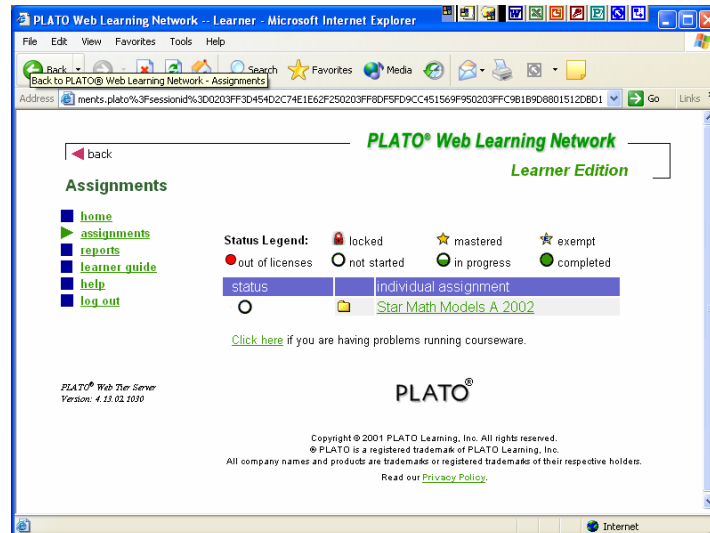 PLATO Web Learning Network -- Learner - Microsoft Internet Explorer
File Edit View Favorites Tools Help
Back Search Favorites Media
Back to PLATO® Web Learning Network - Assignments
Address ments.plato%3Fsessionid%3D0203FF3D454D2C74E1E62F250203FF8DF5FD9CC451569F950203FFC9B1B9D8801512DBD1 Go Links
back
PLATO® Web Learning Network
Learner Edition
Assignments
home
assignments
reports
learner guide
help
log out
Status Legend: locked mastered exempt
out of licenses not started in progress completed
status individual assignment
Star Math Models A 2002
Click here if you are having problems running courseware.
PLATO® Web Tier Server
Version: 4.13.02.1030
PLATO®
Copyright © 2001 PLATO Learning, Inc. All rights reserved.
® PLATO is a registered trademark of PLATO Learning, Inc.
All company names and products are trademarks or registered trademarks of their respective holders.
Read our Privacy Policy.
Internet